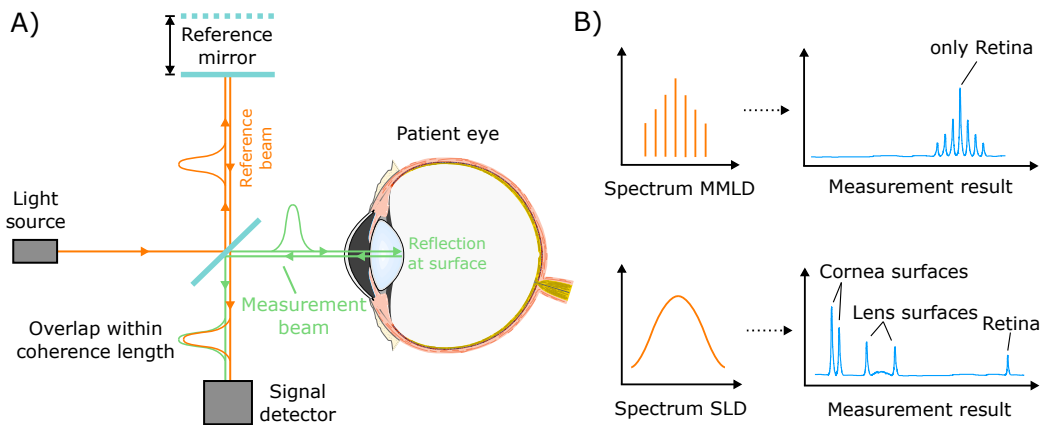 A)
Reference
mirror
Reference
beam
Patient eye
Light
source
Reflection
at surface
Measurement
beam
Overlap within
coherence length
Signal
detector
B)
only Retina
Spectrum MMLD
Measurement result
Cornea surfaces
Lens surfaces
Retina
Spectrum SLD
Measurement result